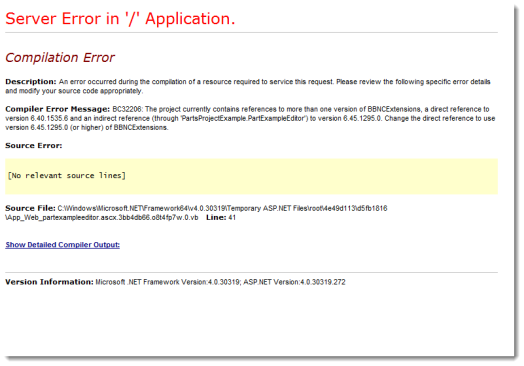 Server Error in '/' Application.
Compilation Error
Description: An error occurred during the compilation of a resource required to service this request. Please review the following specific error details
and modify your source code appropriately.
Compiler Error Message: BC32206: The project currently contains references to more than one version of BBNCExtensions, a direct reference to
version 6.40.1535.6 and an indirect reference (through 'PartsProjectExample.PartExampleEditor') to version 6.45.1295.0. Change the direct reference to use
version 6.45.1295.0 (or higher) of BBNCExtensions.
Source Error:
[No relevant source lines]
Source File: C:\Windows\Microsoft.NET\Framework64\v4.0.30319\Temporary ASP.NET Files\root\4e49d113\d5fb1816
\App_Web_partexampleeditor.ascx.3bb4db66.o8t4fp7w.0.vb Line: 41
Show Detailed Compiler Output:
Version Information: Microsoft .NET Framework Version:4.0.30319; ASP.NET Version:4.0.30319.272